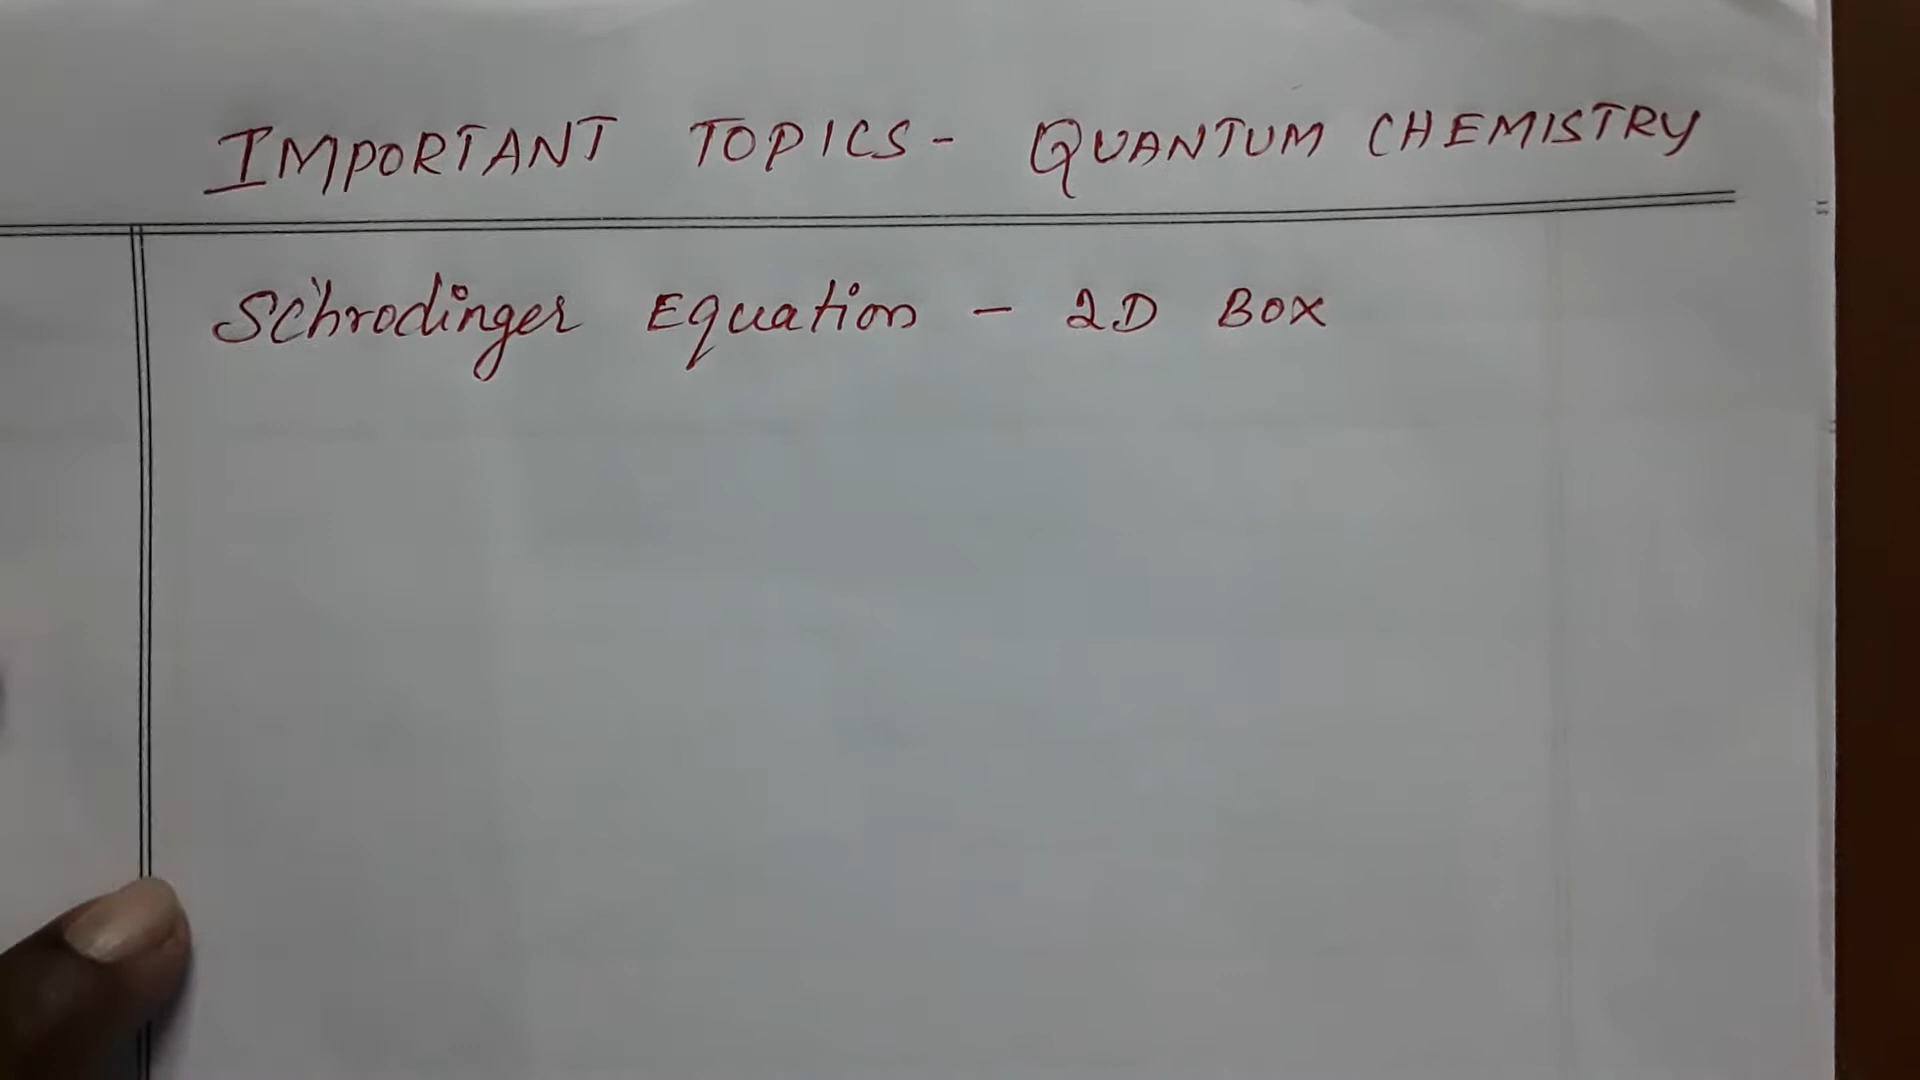 IMPORTANT TOPICS - QUANTUM CHEMISTRY
Schrodinger Equation - 2D Box